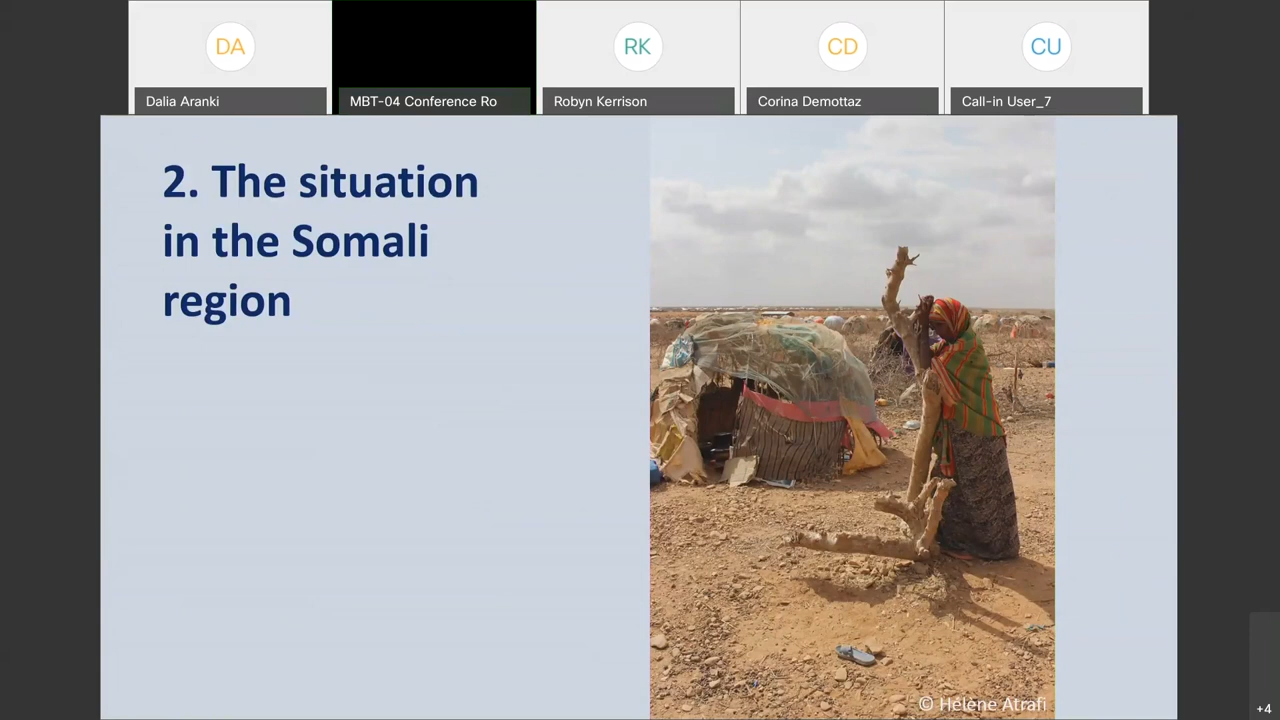 DA
Dalia Aranki
MBT-04 Conference Ro
RK
Robyn Kerrison
CD
Corina Demottaz
CU
Call-in User_7
2. The situation
in the Somali
region
© Hélène Atrafi
+4